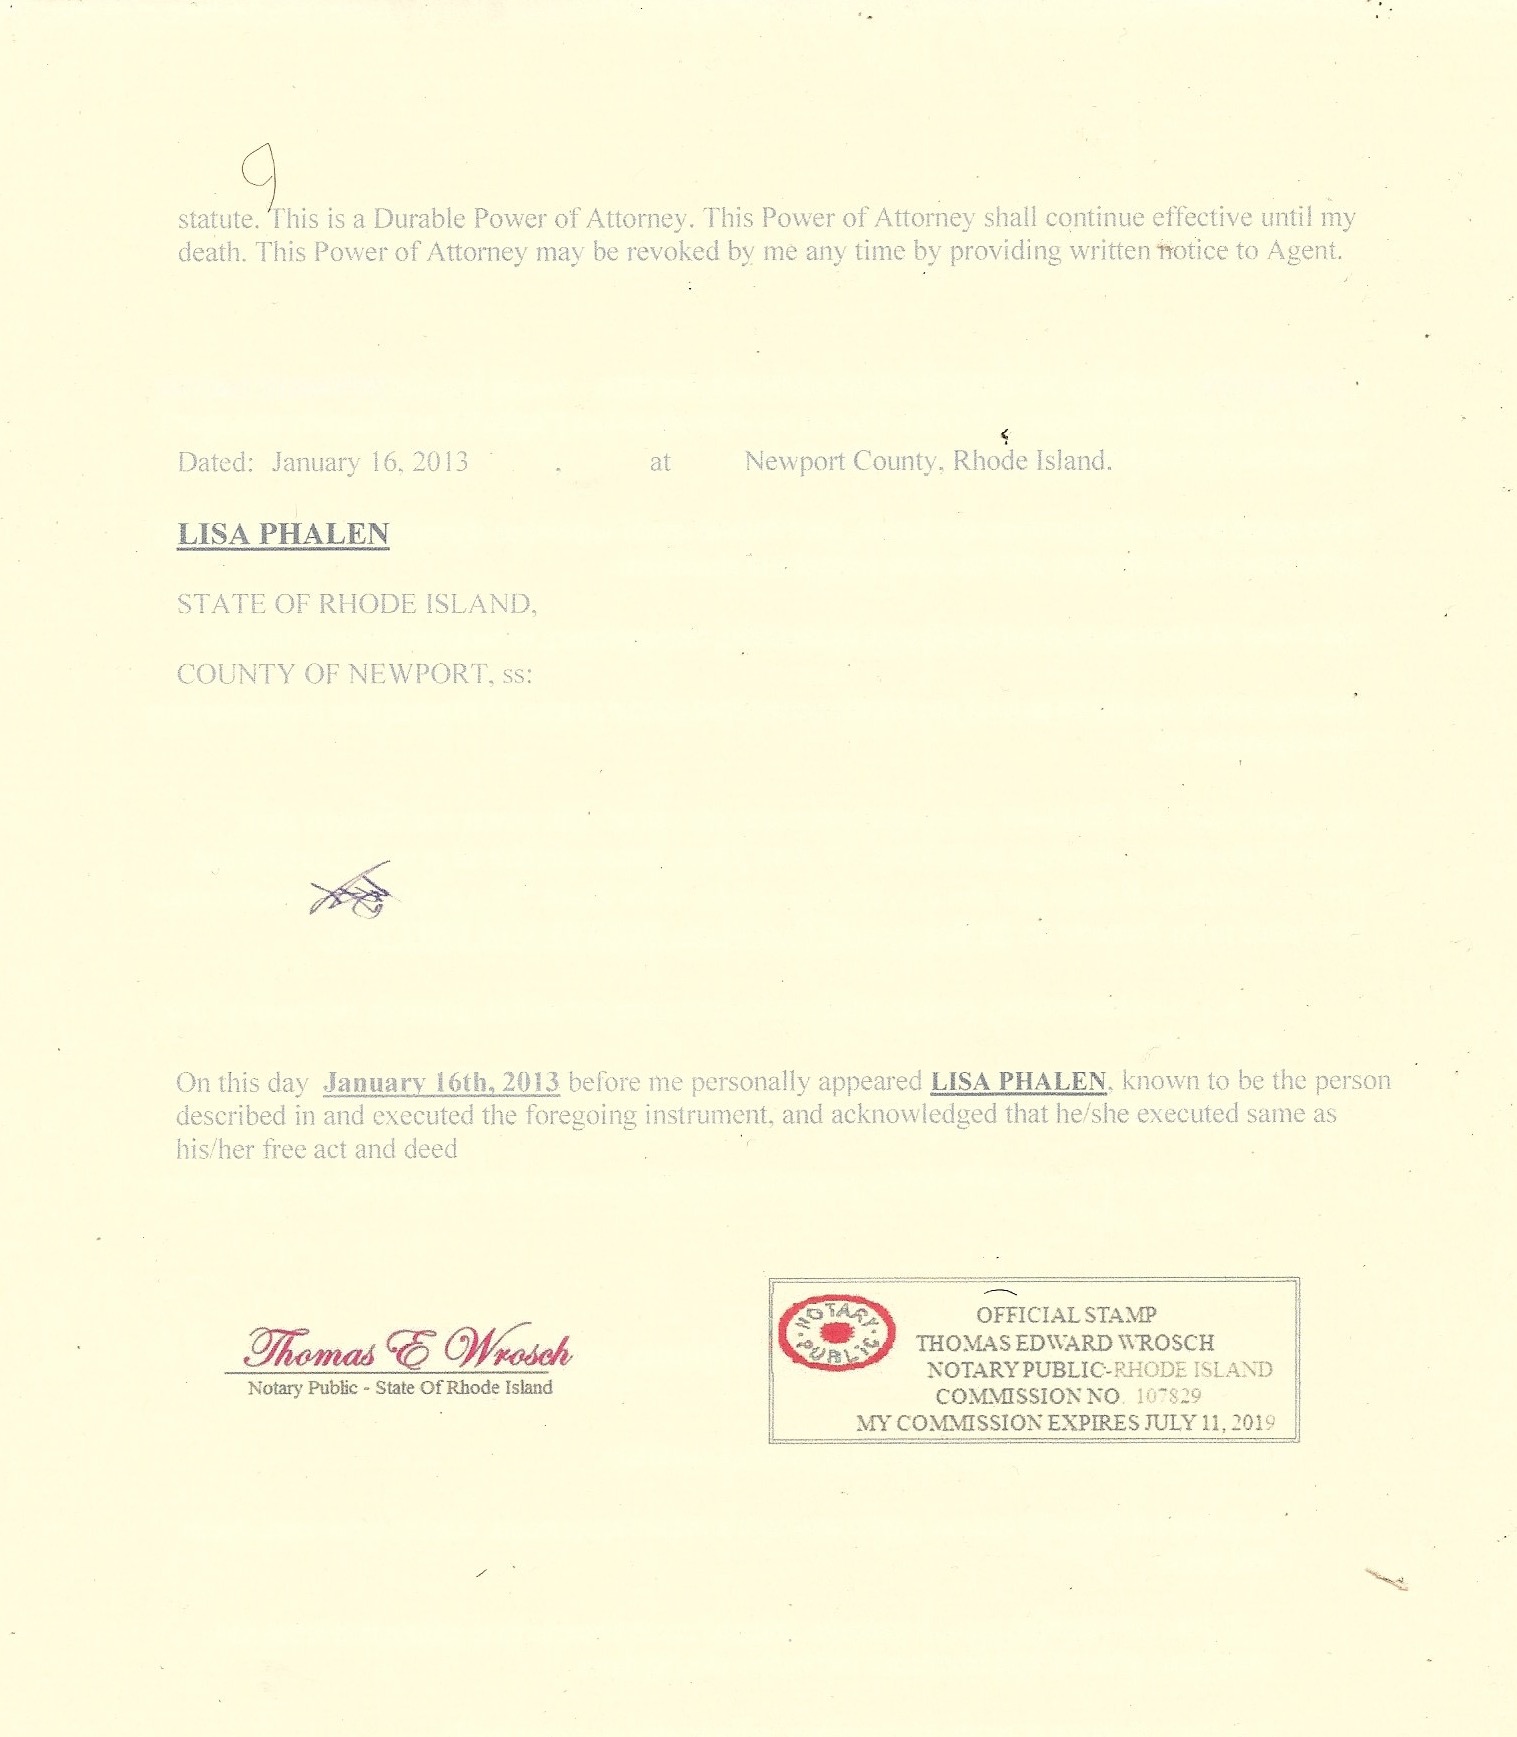 statute. This is a Durable Power of Attorney. This Power of Attorney shall continue effective until my
death. This Power of Attorney may be revoked by me any time by providing written notice to Agent.
Dated: January 16, 2013 . at Newport County, Rhode Island.
LISA PHALEN
STATE OF RHODE ISLAND,
COUNTY OF NEWPORT, ss:
On this day January 16th, 2013 before me personally appeared LISA PHALEN, known to be the person
described in and executed the foregoing instrument, and acknowledged that he/she executed same as
his/her free act and deed
Thomas E Wrosch
Notary Public - State Of Rhode Island
NOTARY PUBLIC
OFFICIAL STAMP
THOMAS EDWARD WROSCH
NOTARY PUBLIC-RHODE ISLAND
COMMISSION NO. 107829
MY COMMISSION EXPIRES JULY 11, 2019